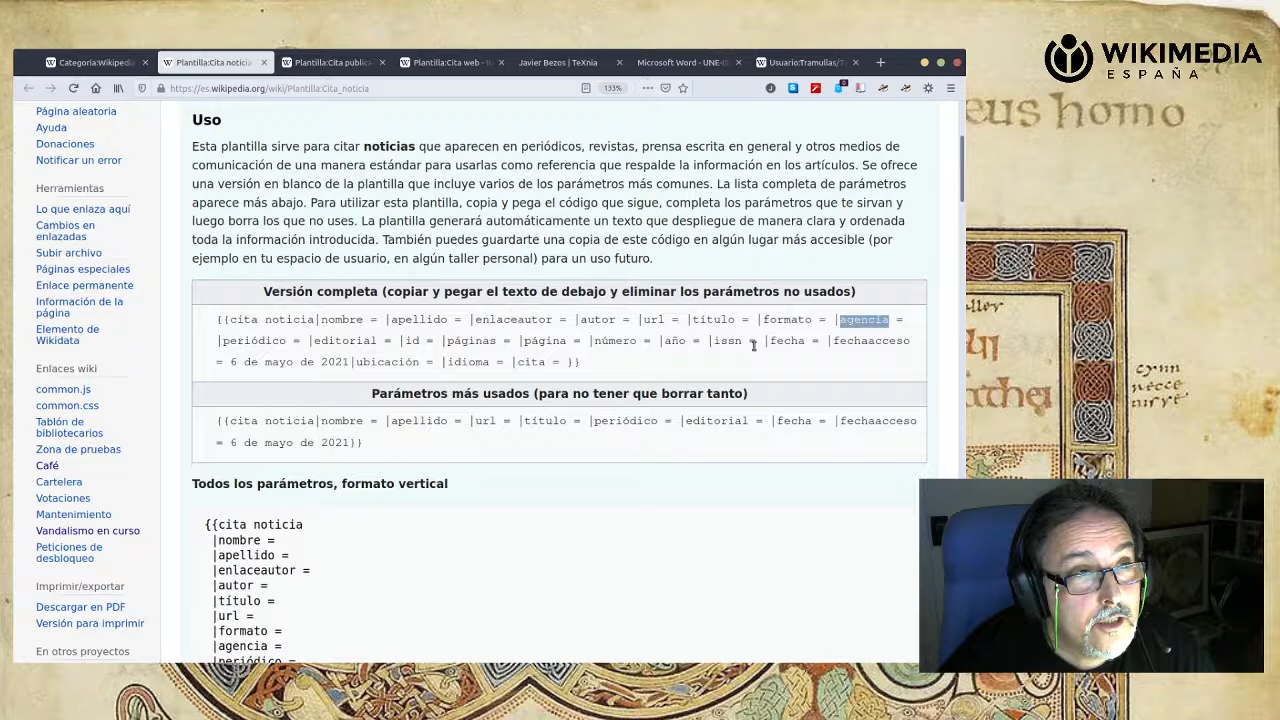 Categoría:Wikipedi
Plantilla:Cita noticia
Plantilla:Cita publica
Plantilla:Cita web - W
Javier Bezos | TeXnia
Microsoft Word - UNE-IS
Usuario:Tramullas/T
https://es.wikipedia.org/wiki/Plantilla:Cita_noticia
133%
WIKIMEDIA
ESPAÑA
eus homo
Página aleatoria
Ayuda
Donaciones
Notificar un error
Herramientas
Lo que enlaza aquí
Cambios en
enlazadas
Subir archivo
Páginas especiales
Enlace permanente
Información de la
página
Elemento de
Wikidata
Enlaces wiki
common.js
common.css
Tablón de
bibliotecarios
Zona de pruebas
Café
Cartelera
Votaciones
Mantenimiento
Vandalismo en curso
Peticiones de
desbloqueo
Imprimir/exportar
Descargar en PDF
Versión para imprimir
En otros proyectos
Uso
Esta plantilla sirve para citar noticias que aparecen en periódicos, revistas, prensa escrita en general y otros medios de
comunicación de una manera estándar para usarlas como referencia que respalde la información en los artículos. Se ofrece
una versión en blanco de la plantilla que incluye varios de los parámetros más comunes. La lista completa de parámetros
aparece más abajo. Para utilizar esta plantilla, copia y pega el código que sigue, completa los parámetros que te sirvan y
luego borra los que no uses. La plantilla generará automáticamente un texto que despliegue de manera clara y ordenada
toda la información introducida. También puedes guardarte una copia de este código en algún lugar más accesible (por
ejemplo en tu espacio de usuario, en algún taller personal) para un uso futuro.
Versión completa (copiar y pegar el texto de debajo y eliminar los parámetros no usados)
{{cita noticia|nombre = |apellido = |enlaceautor = |autor = |url = |título = |formato = |agencia =
|periódico = |editorial = |id = |páginas = |página = |número = |año = |issn = |fecha = |fechaacceso
= 6 de mayo de 2021|ubicación = |idioma = |cita = }}
Parámetros más usados (para no tener que borrar tanto)
{{cita noticia|nombre = |apellido = |url = |título = |periódico = |editorial = |fecha = |fechaacceso
= 6 de mayo de 2021}}
Todos los parámetros, formato vertical
{{cita noticia
|nombre =
|apellido =
|enlaceautor =
|autor =
|título =
|url =
|formato =
|agencia =
|periódico =